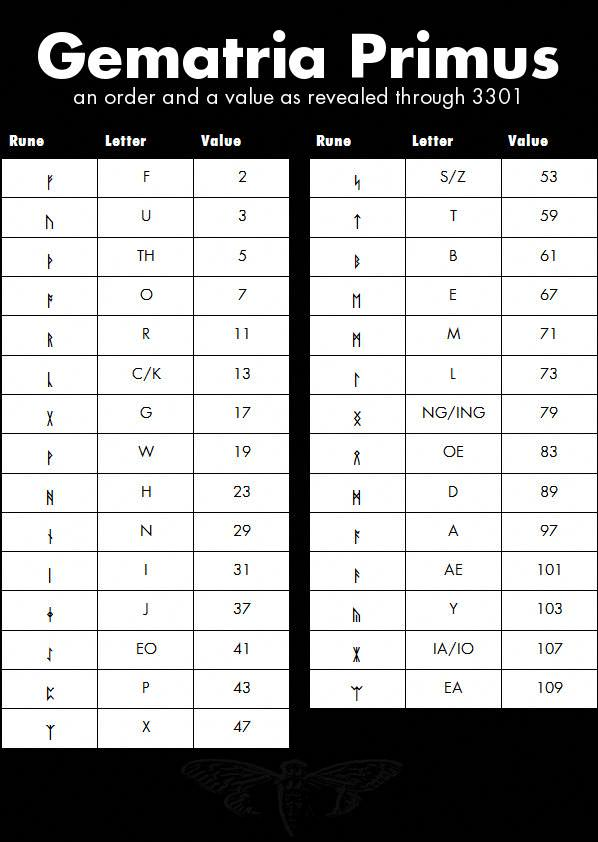 Gematria Primus
an order and a value as revealed through 3301
Rune Letter Value
ᚠ F 2
ᚢ U 3
ᚦ TH 5
ᚩ O 7
ᚱ R 11
ᚳ C/K 13
ᚷ G 17
ᚹ W 19
ᚻ H 23
ᚾ N 29
ᛁ I 31
ᛄ J 37
ᛇ EO 41
ᛈ P 43
ᛉ X 47
Rune Letter Value
ᛋ S/Z 53
ᛏ T 59
ᛒ B 61
ᛖ E 67
ᛗ M 71
ᛚ L 73
ᛝ NG/ING 79
ᛟ OE 83
ᛞ D 89
ᚪ A 97
ᚫ AE 101
ᚣ Y 103
ᛡ IA/IO 107
ᛠ EA 109